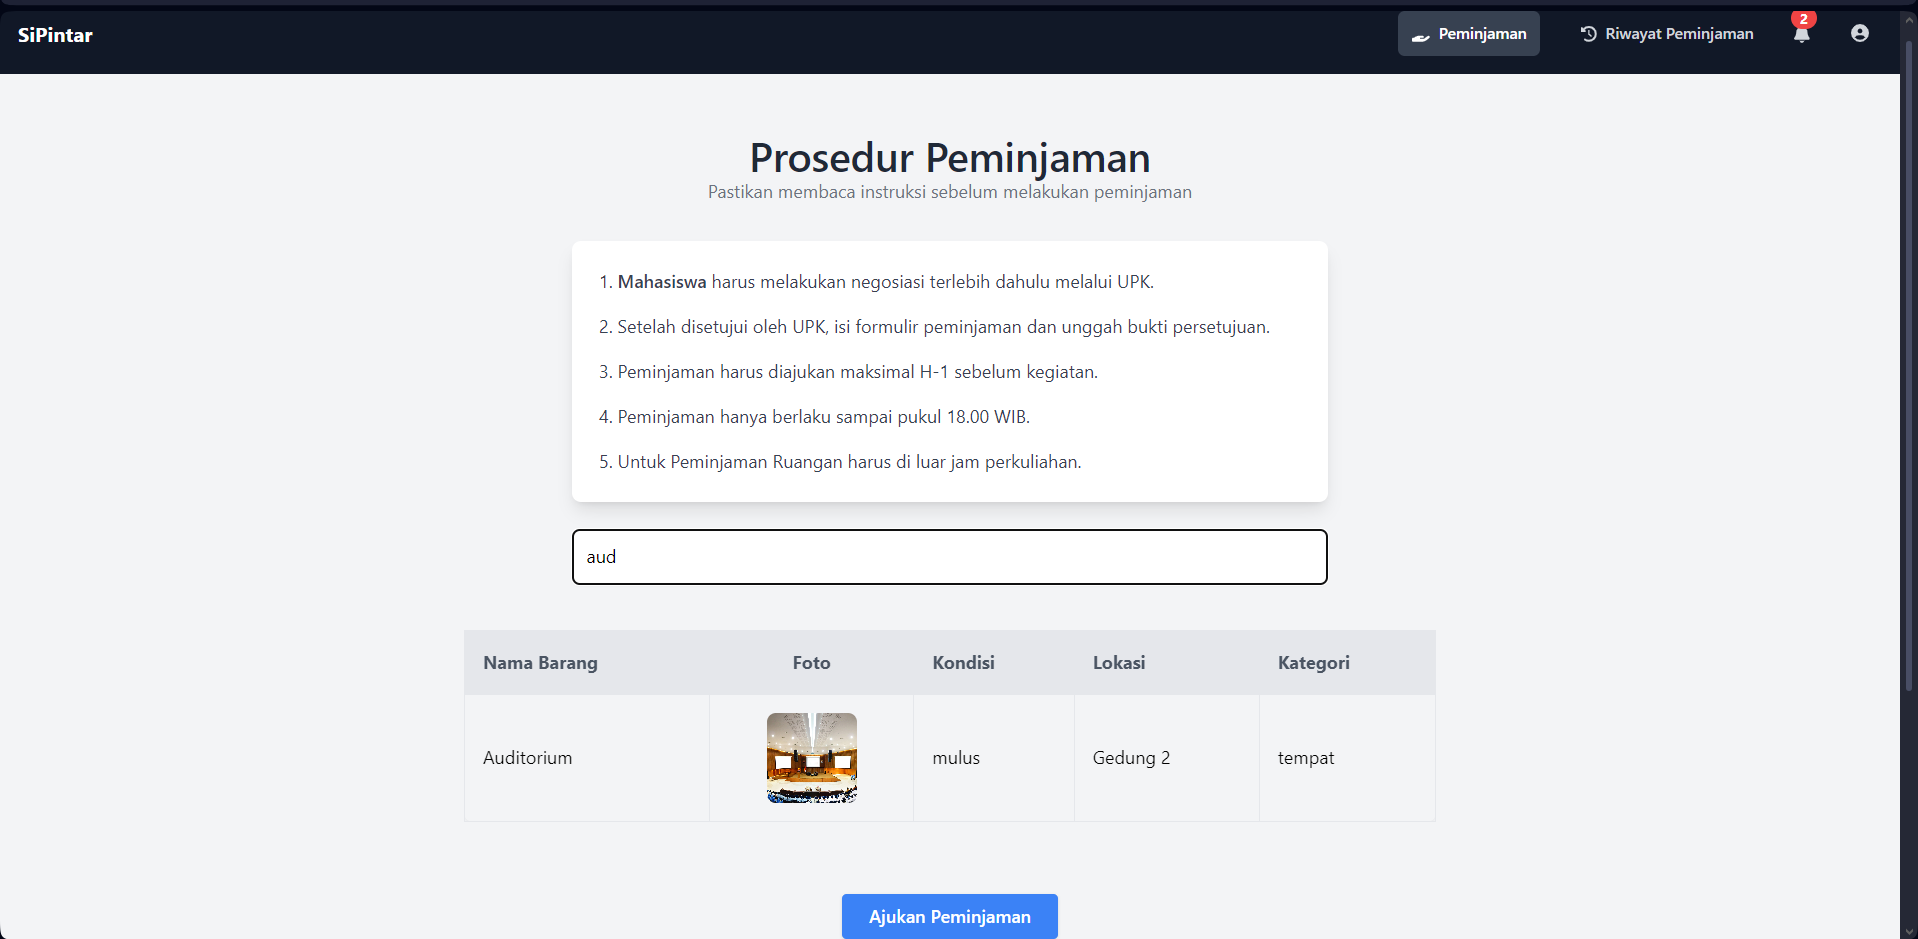 SiPintar
Peminjaman
Riwayat Peminjaman
2
Prosedur Peminjaman
Pastikan membaca instruksi sebelum melakukan peminjaman
1. Mahasiswa harus melakukan negosiasi terlebih dahulu melalui UPK.
2. Setelah disetujui oleh UPK, isi formulir peminjaman dan unggah bukti persetujuan.
3. Peminjaman harus diajukan maksimal H-1 sebelum kegiatan.
4. Peminjaman hanya berlaku sampai pukul 18.00 WIB.
5. Untuk Peminjaman Ruangan harus di luar jam perkuliahan.
aud
Nama Barang Foto Kondisi Lokasi Kategori
Auditorium mulus Gedung 2 tempat
Ajukan Peminjaman